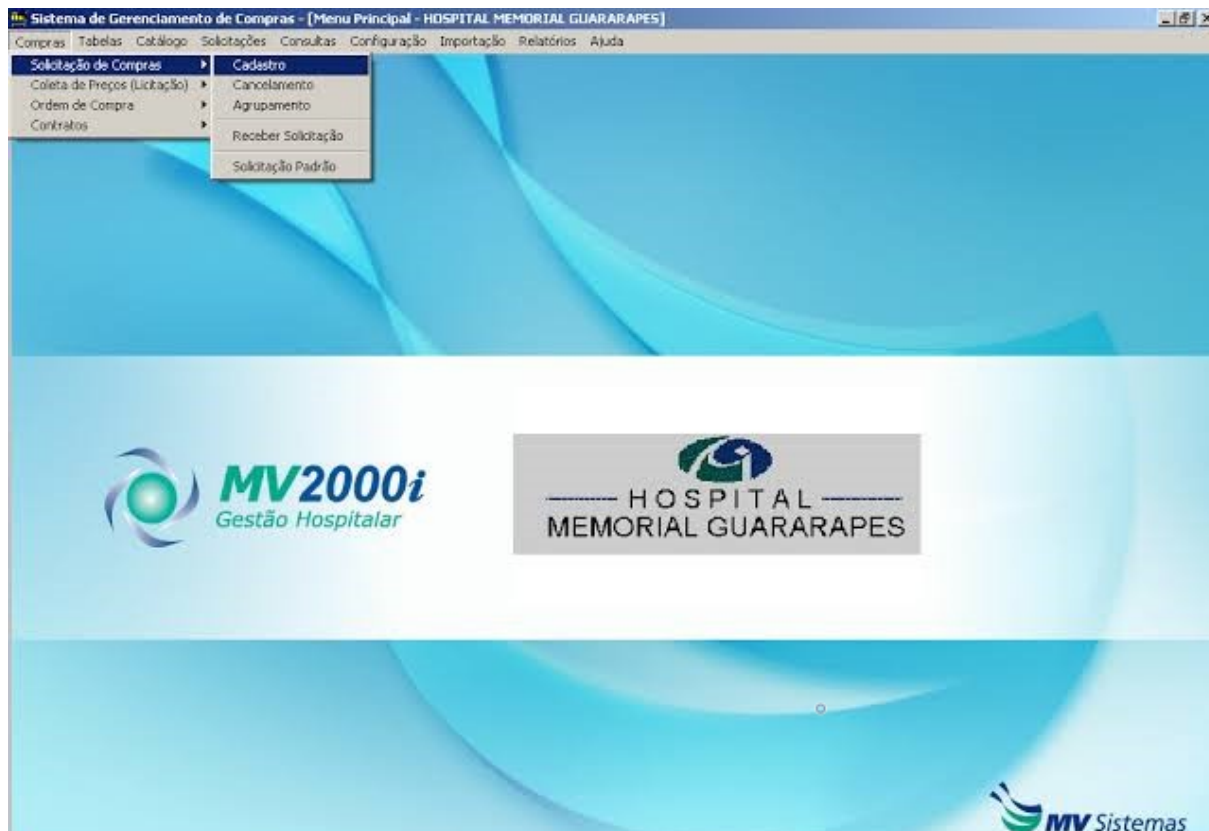 Sistema de Gerenciamento de Compras - [Menu Principal - HOSPITAL MEMORIAL GUARARAPES]
Compras Tabelas Catálogo Solicitações Consultas Configuração Importação Relatórios Ajuda
Solicitação de Compras
Coleta de Preços (Licitação)
Ordem de Compra
Contratos
Cadastro
Cancelamento
Agrupamento
Receber Solicitação
Solicitação Padrão
MV2000i
Gestão Hospitalar
HOSPITAL
MEMORIAL GUARARAPES
MV Sistemas